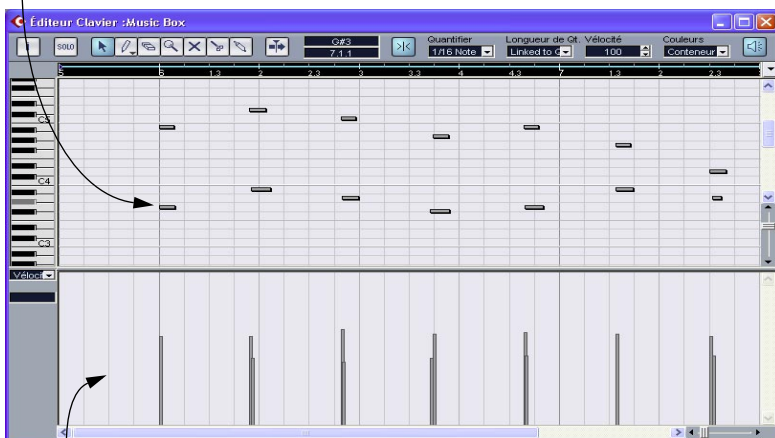 Éditeur Clavier :Music Box
SOLO
G#3
7.1.1
Quantifier
1/16 Note
Longueur de Qt.
Linked to
Vélocité
100
Couleurs
Conteneur
5 6 1.3 2 2.3 3 3.3 4 4.3 7 1.3 2 2.3
C5
C4
C3
Véloci